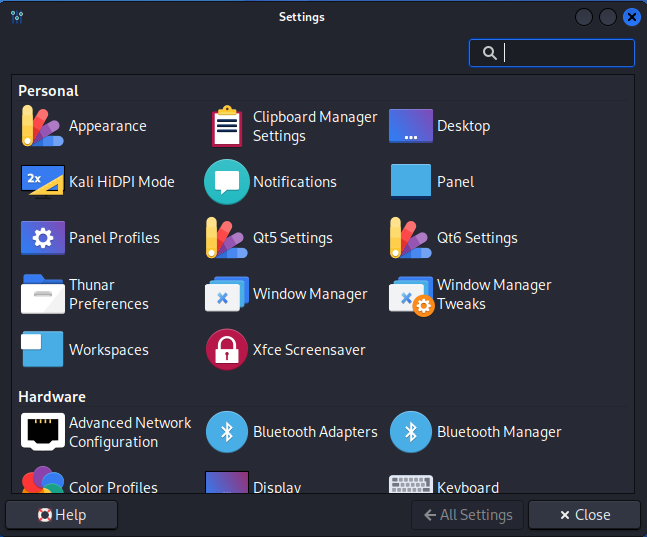 Settings
Personal
Appearance
Clipboard Manager
Settings
Desktop
...
2x
Kali HiDPI Mode
Notifications
Panel
Panel Profiles
Qt5 Settings
Qt6 Settings
Thunar
Preferences
Window Manager
Window Manager
Tweaks
Workspaces
Xfce Screensaver
Hardware
Advanced Network
Configuration
Bluetooth Adapters
Bluetooth Manager
Color Profiles
Display
Keyboard
Help
All Settings
Close